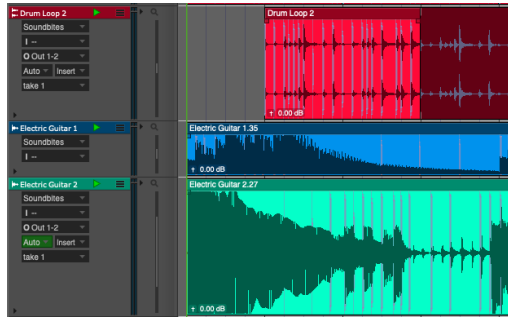 Drum Loop 2
Soundbites
I --
O Out 1-2
Auto Insert
take 1
Drum Loop 2
0.00 dB
Electric Guitar 1
Soundbites
I --
Electric Guitar 1.35
0.00 dB
Electric Guitar 2
Soundbites
I --
O Out 1-2
Auto Insert
take 1
Electric Guitar 2.27
0.00 dB